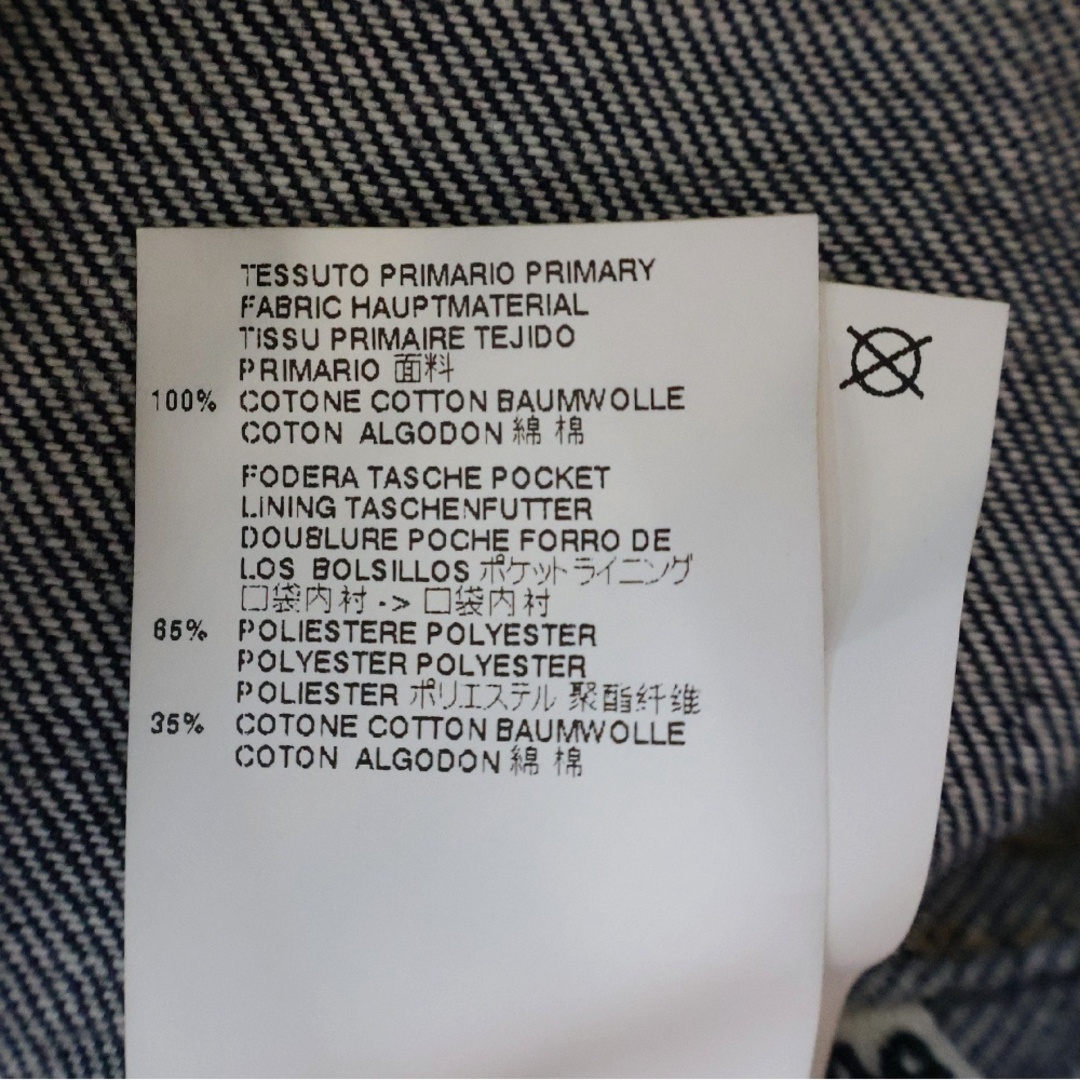 TESSUTO PRIMARIO PRIMARY
FABRIC HAUPTMATERIAL
TISSU PRIMAIRE TEJIDO
PRIMARIO 面料
100% COTONE COTTON BAUMWOLLE
COTON ALGODON 綿 棉
FODERA TASCHE POCKET
LINING TASCHENFUTTER
DOUBLURE POCHE FORRO DE
LOS BOLSILLOS ポケットライニング
口袋内衬 -> 口袋内衬
65% POLIESTERE POLYESTER
POLYESTER POLYESTER
POLIESTER ポリエステル 聚酯纤维
35% COTONE COTTON BAUMWOLLE
COTON ALGODON 綿 棉